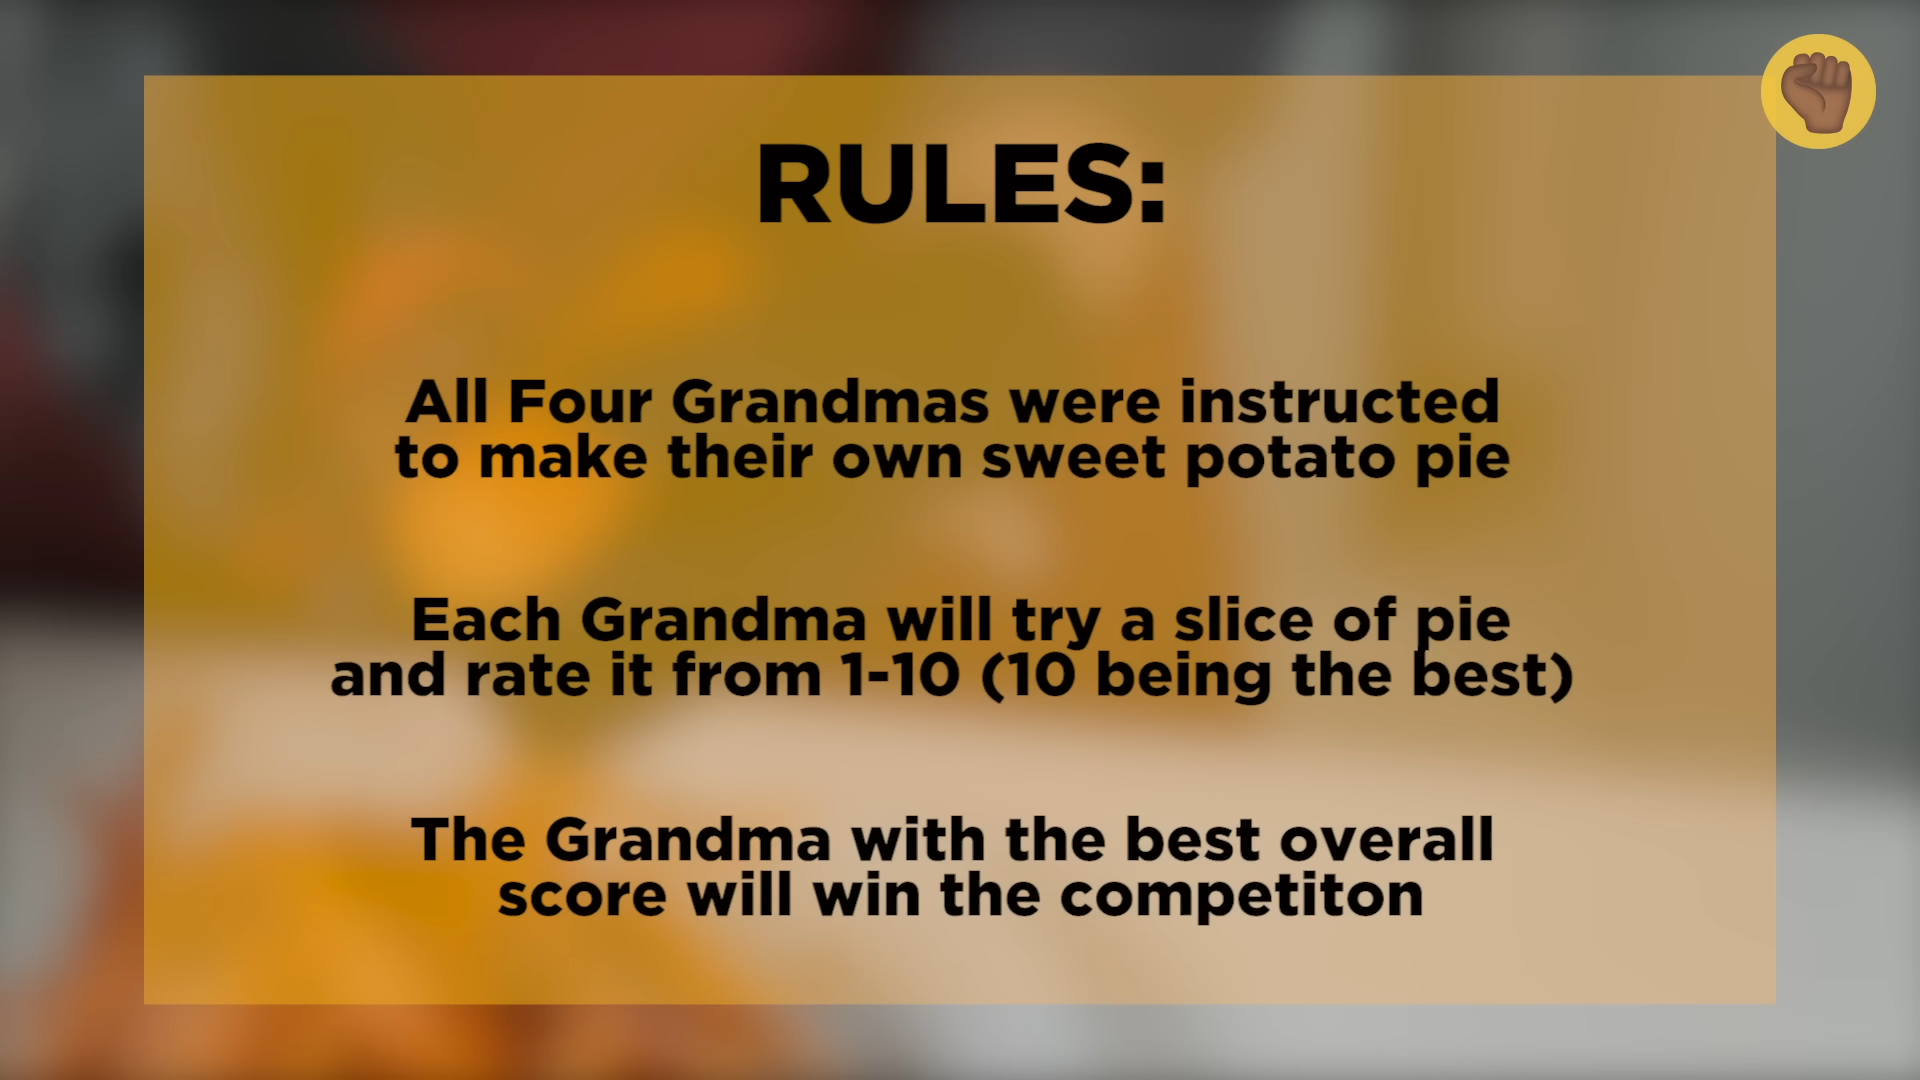 RULES:
All Four Grandmas were instructed
to make their own sweet potato pie
Each Grandma will try a slice of pie
and rate it from 1-10 (10 being the best)
The Grandma with the best overall
score will win the competiton